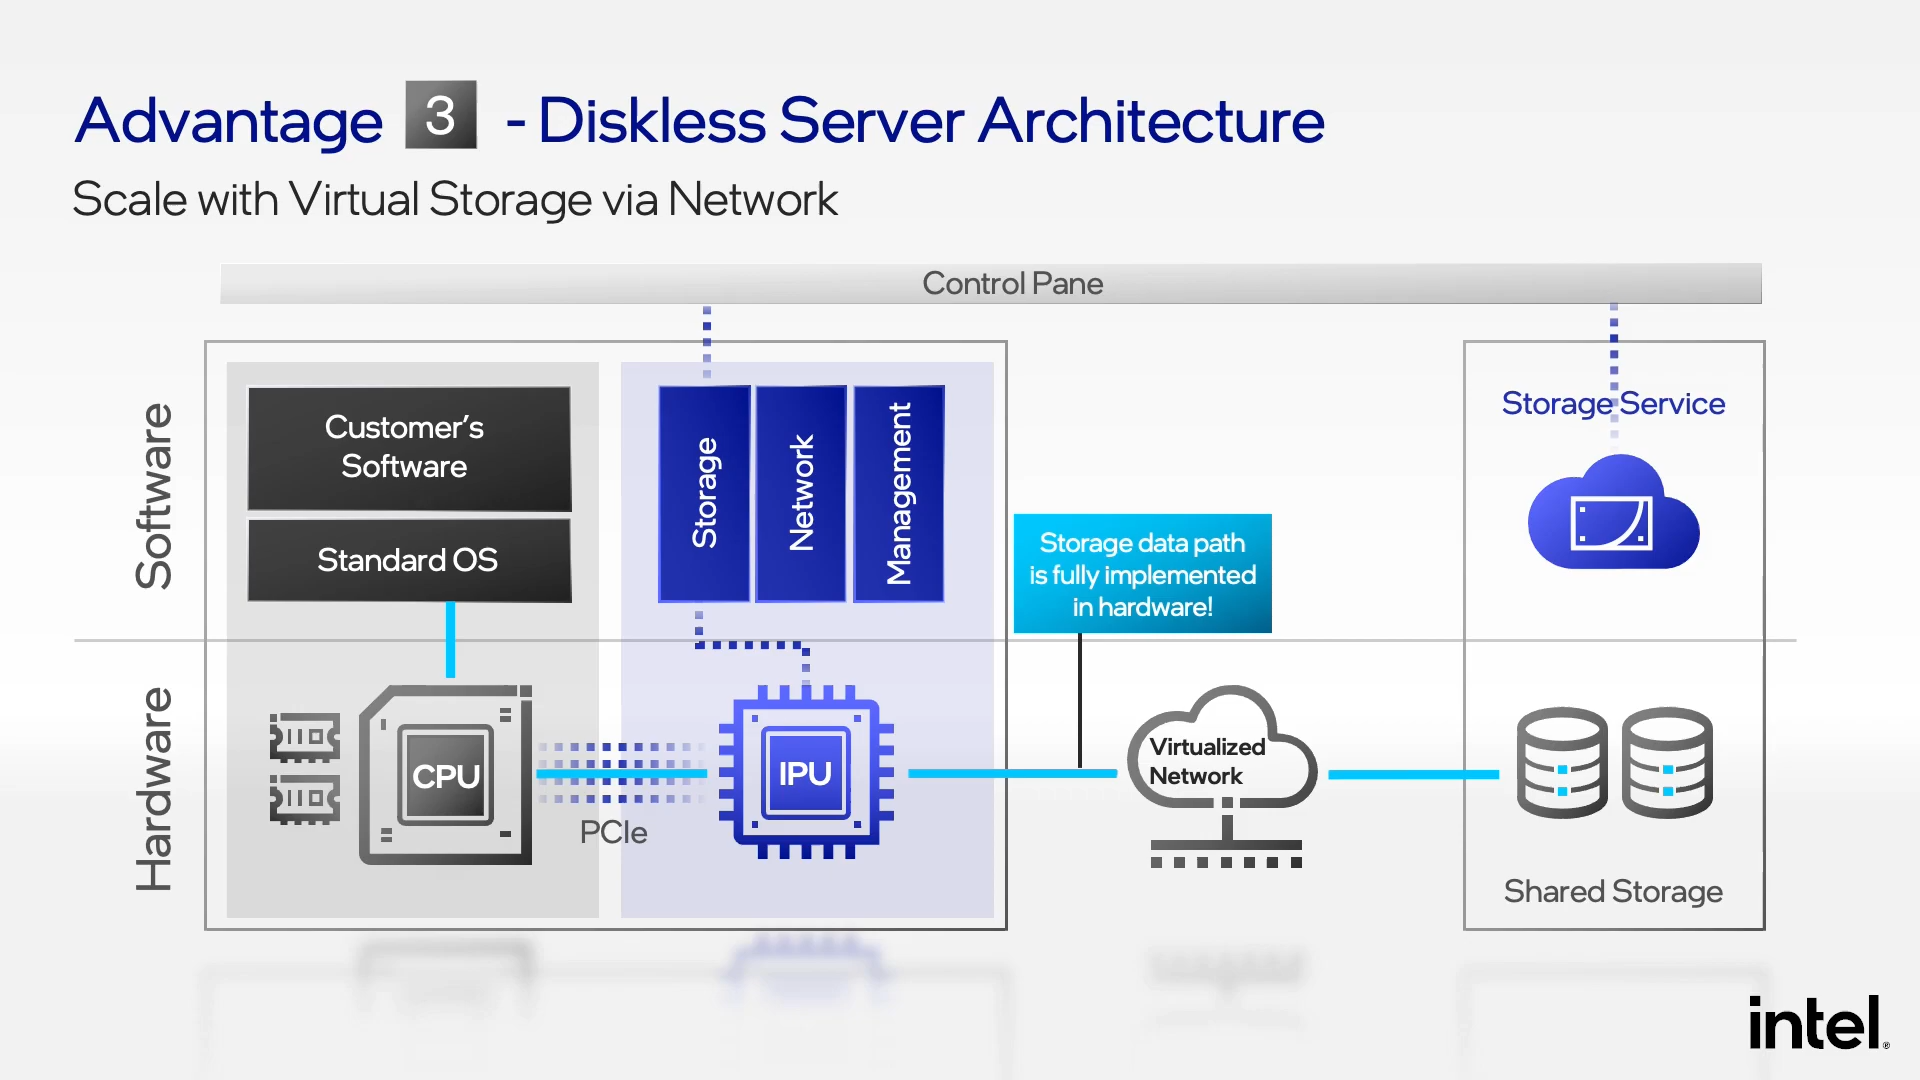 Advantage 3 - Diskless Server Architecture
Scale with Virtual Storage via Network
Control Pane
Software
Customer's
Software
Standard OS
Storage
Network
Management
Storage data path
is fully implemented
in hardware!
Storage Service
Hardware
CPU
PCIe
IPU
Virtualized
Network
Shared Storage
intel®